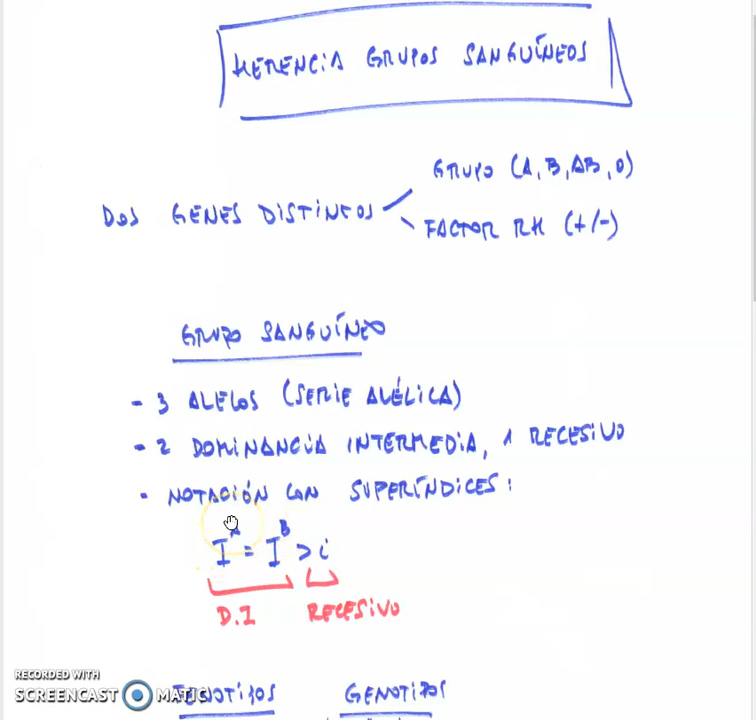 HERENCIA GRUPOS SANGUÍNEOS
GRUPO (A, B, AB, O)
DOS GENES DISTINTOS
FACTOR RH (+/-)
GRUPO SANGUÍNEO
- 3 ALELOS (SERIE ALÉLICA)
- 2 DOMINANCIA INTERMEDIA, 1 RECESIVO
- NOTACIÓN CON SUPERÍNDICES:
I^A = I^B > i
D.I RECESIVO
RECORDED WITH
SCREENCAST MATIC
FENOTIPOS GENOTIPOS